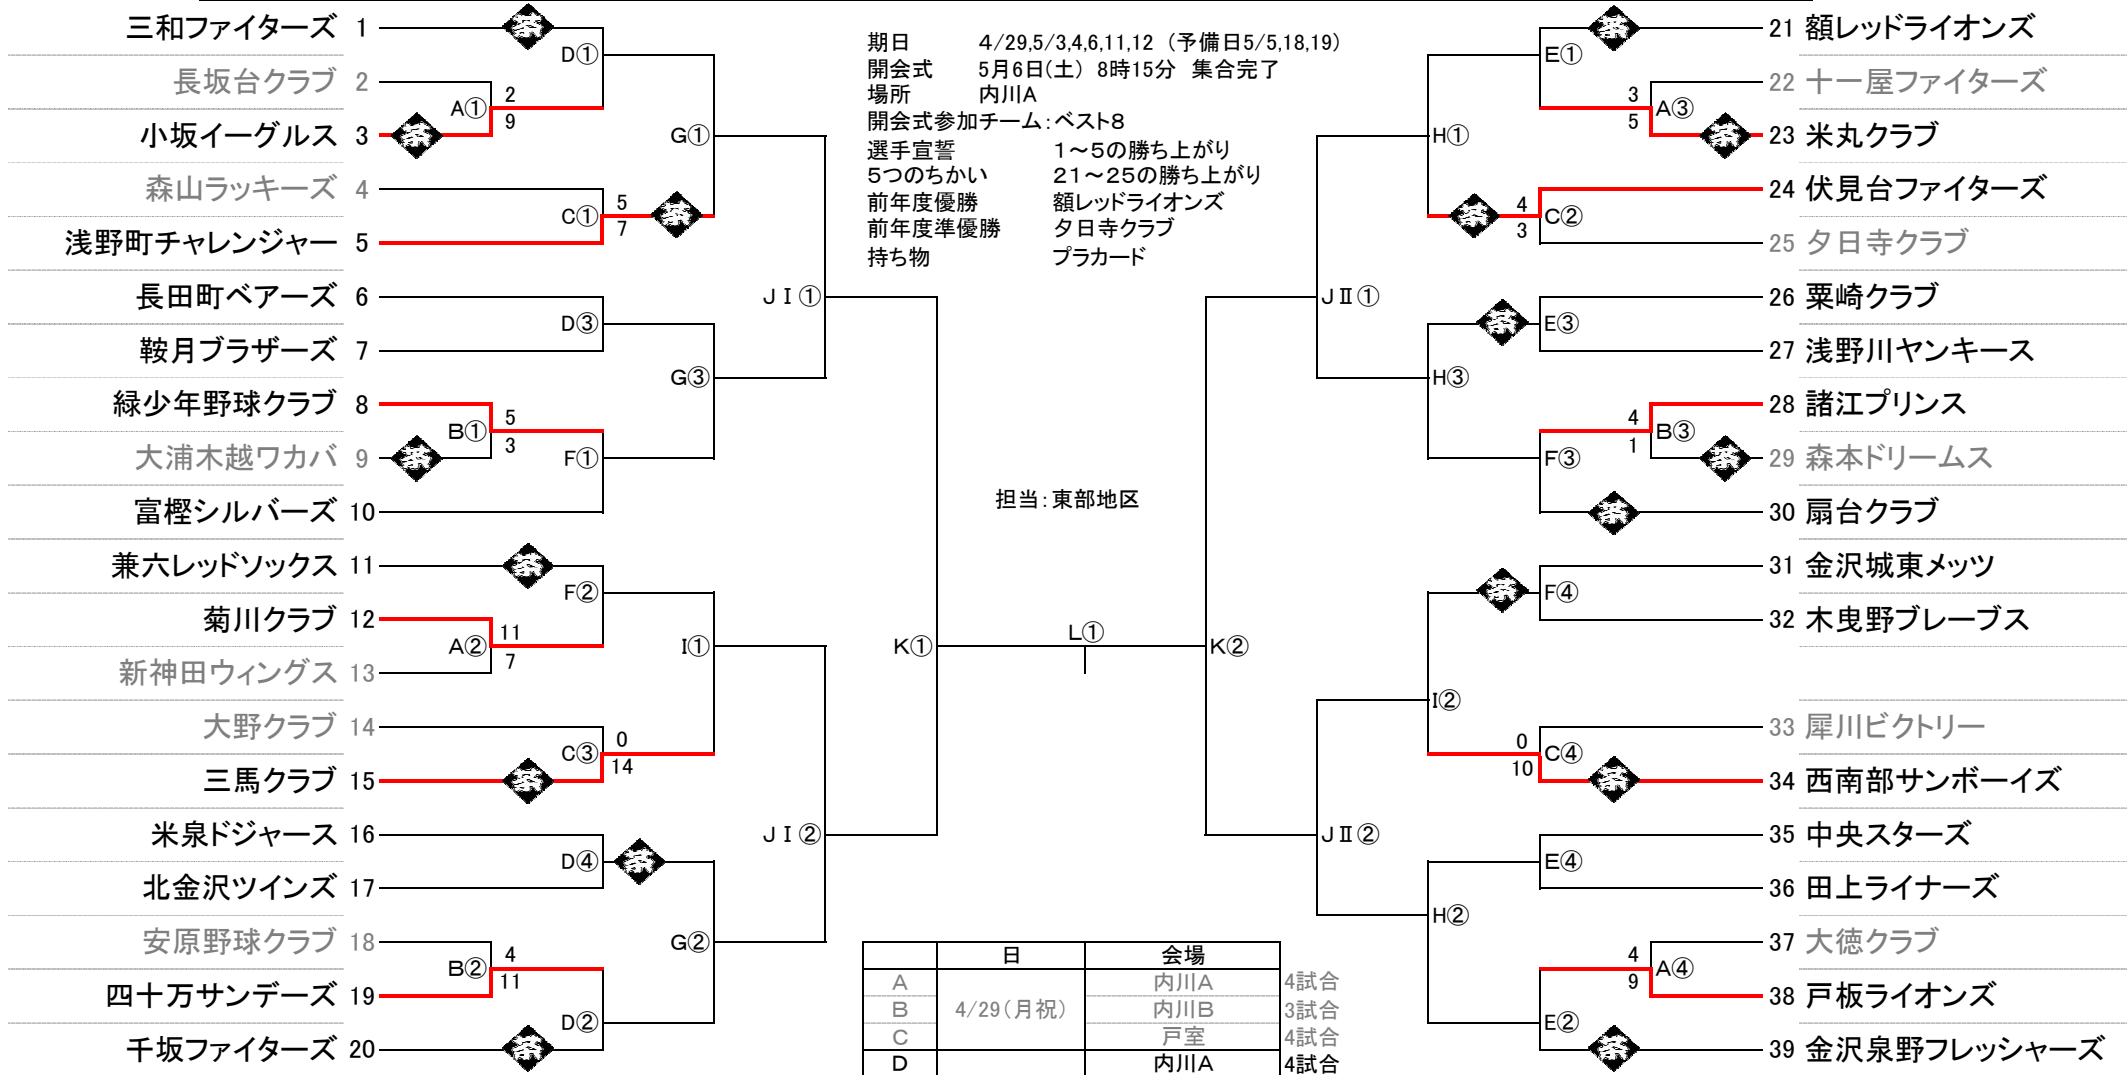 三和ファイターズ 1
長坂台クラブ 2
小坂イーグルス 3
森山ラッキーズ 4
浅野町チャレンジャー 5
長田町ベアーズ 6
鞍月ブラザーズ 7
緑少年野球クラブ 8
大浦木越ワカバ 9
富樫シルバーズ 10
兼六レッドソックス 11
菊川クラブ 12
新神田ウィングス 13
大野クラブ 14
三馬クラブ 15
米泉ドジャース 16
北金沢ツインズ 17
安原野球クラブ 18
四十万サンデーズ 19
千坂ファイターズ 20
D①
A① 2
9
C① 5
7
D③
B① 5
3
F①
F②
A② 11
7
C③ 0
14
D④
B② 4
11
D②
G①
G③
I①
G②
JⅠ①
JⅠ②
K①
期日 4/29,5/3,4,6,11,12 (予備日5/5,18,19)
開会式 5月6日(土) 8時15分 集合完了
場所 内川A
開会式参加チーム:ベスト8
選手宣誓 1~5の勝ち上がり
5つのちかい 21~25の勝ち上がり
前年度優勝 額レッドライオンズ
前年度準優勝 夕日寺クラブ
持ち物 プラカード
担当:東部地区
L①
日 会場
A 内川A 4試合
B 4/29(月祝) 内川B 3試合
C 戸室 4試合
D 内川A 4試合
K②
JⅡ①
JⅡ②
H①
H③
I②
H②
E①
3 A③
5
4 C②
3
E③
4 B③
1
F③
F④
0 C④
10
E④
4 A④
9
E②
21 額レッドライオンズ
22 十一屋ファイターズ
23 米丸クラブ
24 伏見台ファイターズ
25 夕日寺クラブ
26 粟崎クラブ
27 浅野川ヤンキース
28 諸江プリンス
29 森本ドリームス
30 扇台クラブ
31 金沢城東メッツ
32 木曳野ブレーブス
33 犀川ビクトリー
34 西南部サンボーイズ
35 中央スターズ
36 田上ライナーズ
37 大徳クラブ
38 戸板ライオンズ
39 金沢泉野フレッシャーズ